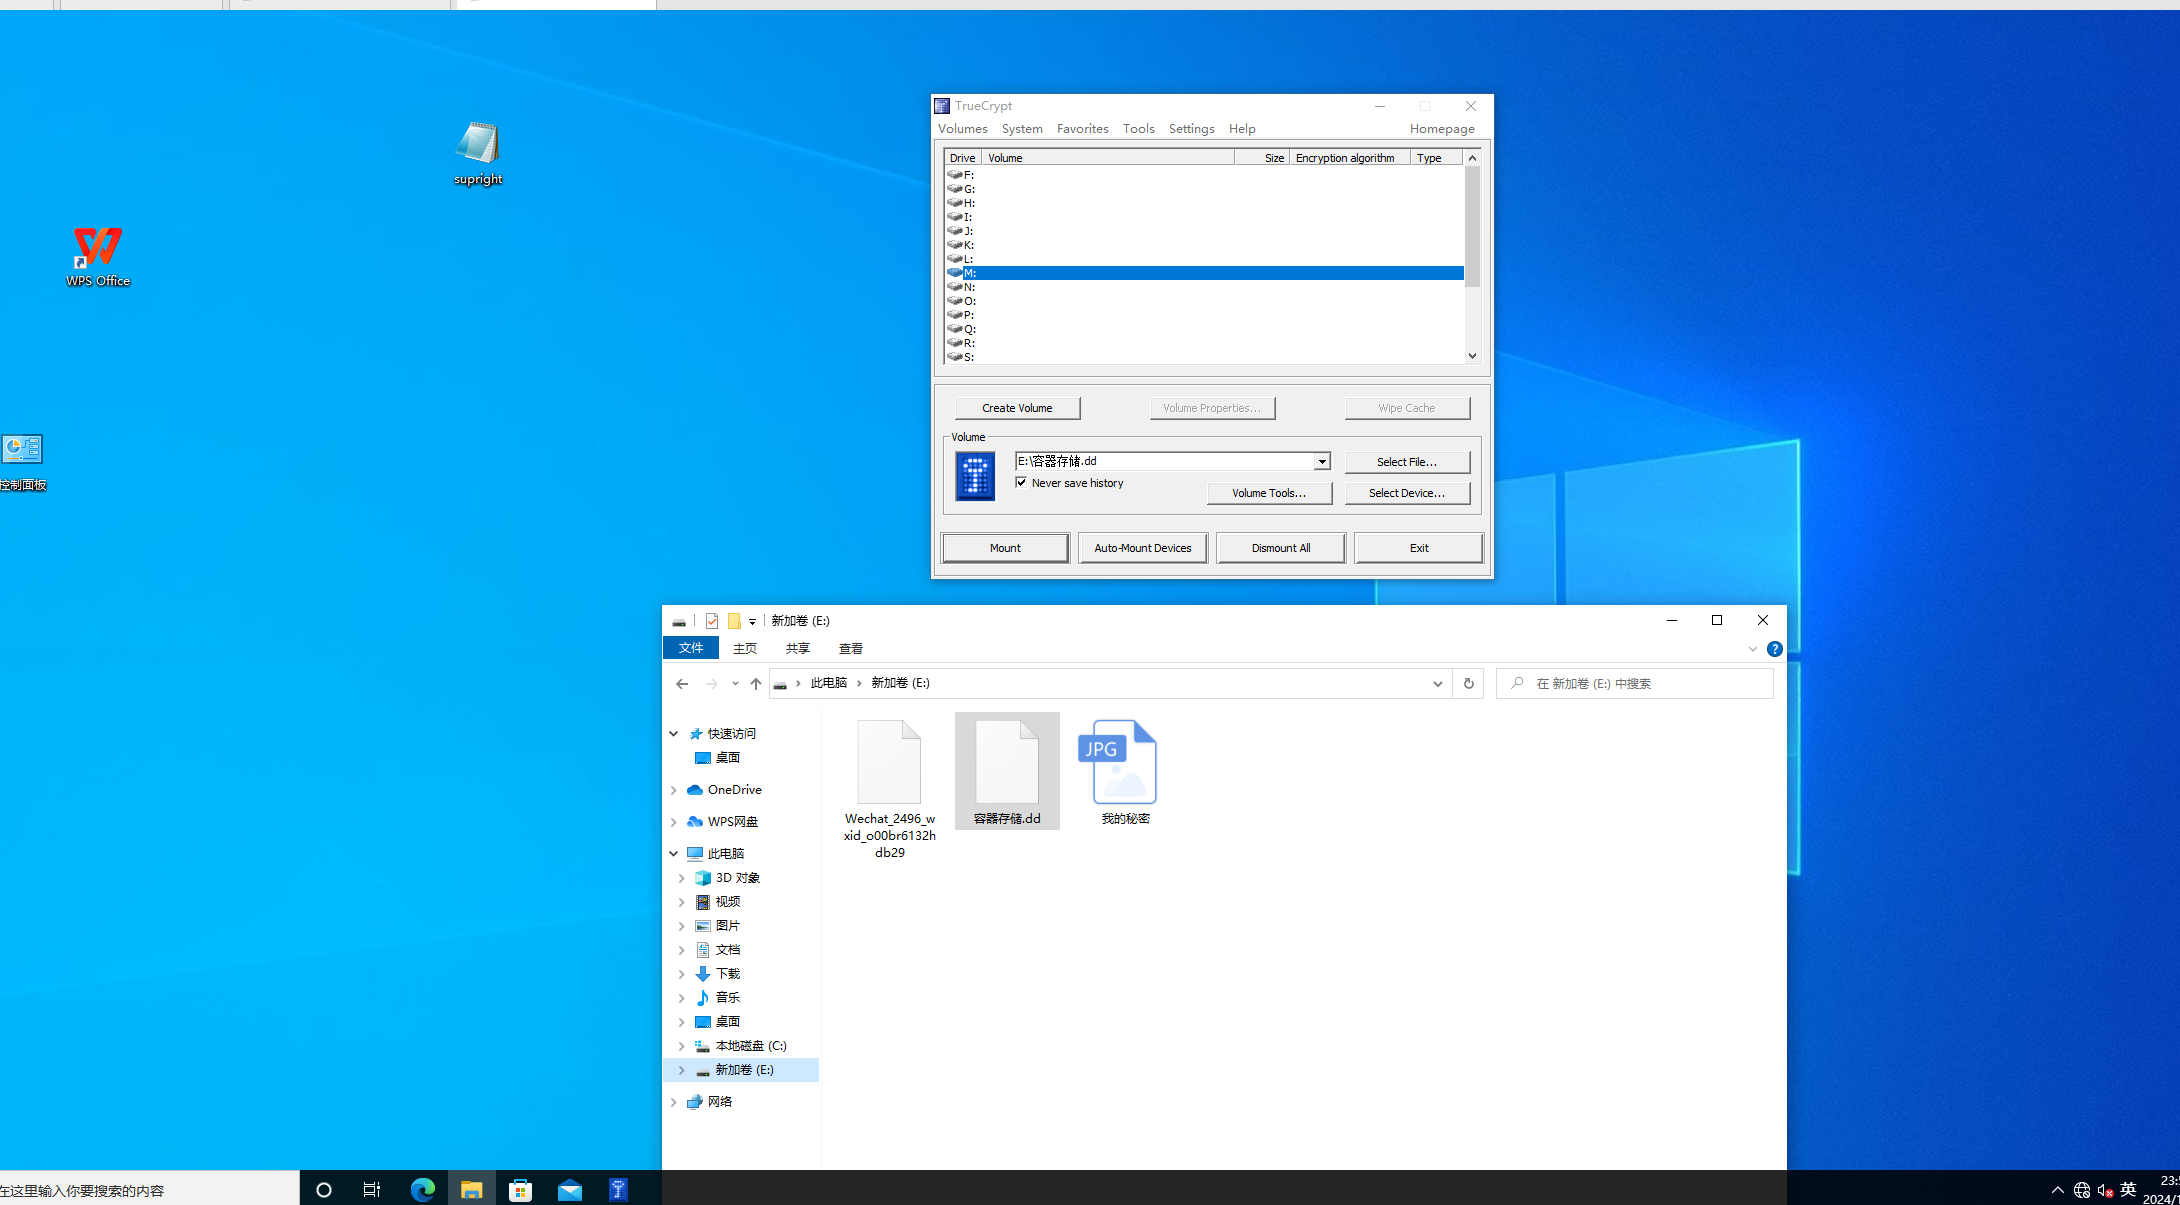 supright
WPS Office
控制面板
TrueCrypt
Volumes System Favorites Tools Settings Help Homepage
Drive Volume Size Encryption algorithm Type
F:
G:
H:
I:
J:
K:
L:
M:
N:
O:
P:
Q:
R:
S:
Create Volume Volume Properties... Wipe Cache
Volume
E:\容器存储.dd Select File...
Never save history
Volume Tools... Select Device...
Mount Auto-Mount Devices Dismount All Exit
新加卷 (E:)
文件 主页 共享 查看
此电脑 新加卷 (E:) 在 新加卷 (E:) 中搜索
快速访问
桌面
OneDrive
WPS网盘
此电脑
3D 对象
视频
图片
文档
下载
音乐
桌面
本地磁盘 (C:)
新加卷 (E:)
网络
JPG
Wechat_2496_w
xid_o00br6132h
db29
容器存储.dd
我的秘密
在这里输入你要搜索的内容
英